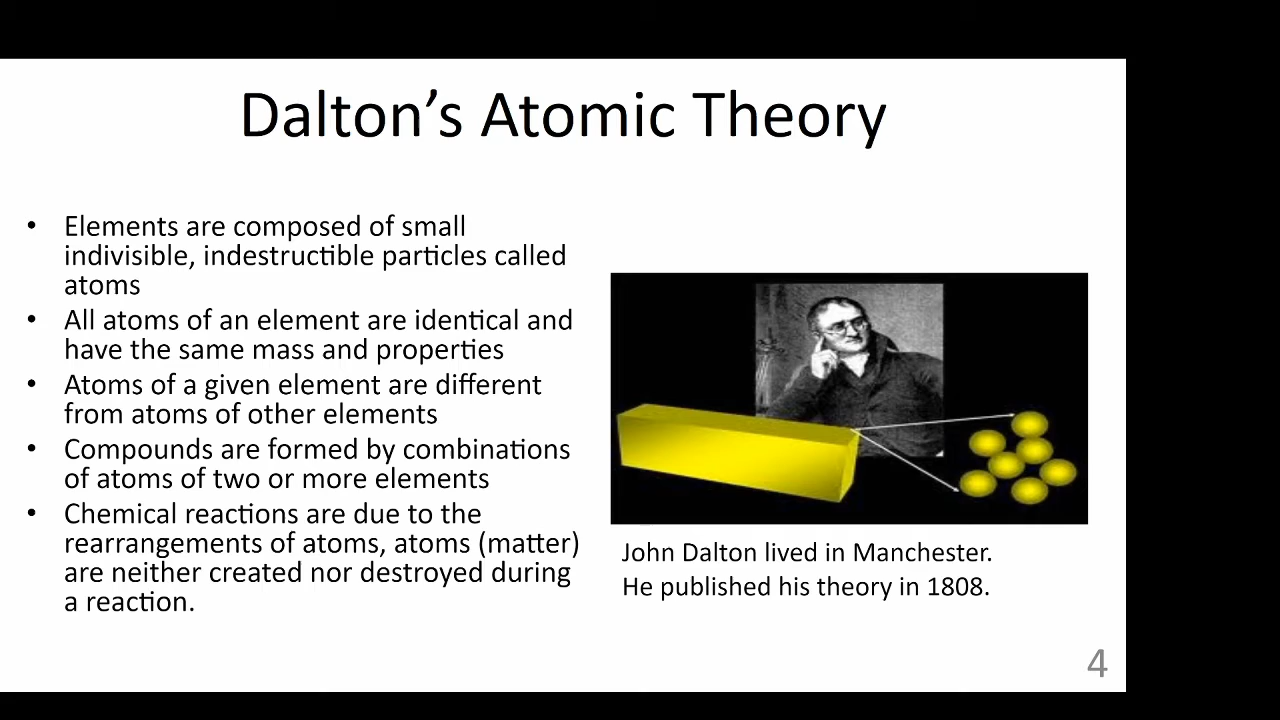 Dalton’s Atomic Theory
• Elements are composed of small
indivisible, indestructible particles called
atoms
• All atoms of an element are identical and
have the same mass and properties
• Atoms of a given element are different
from atoms of other elements
• Compounds are formed by combinations
of atoms of two or more elements
• Chemical reactions are due to the
rearrangements of atoms, atoms (matter)
are neither created nor destroyed during
a reaction.
John Dalton lived in Manchester.
He published his theory in 1808.
4